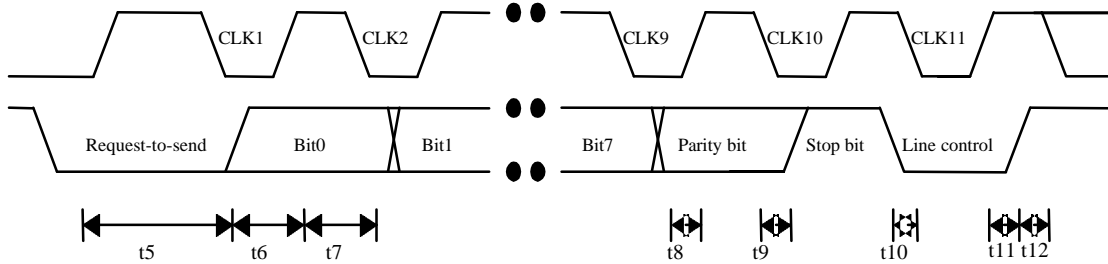 CLK1 CLK2 CLK9 CLK10 CLK11
Request-to-send Bit0 Bit1 Bit7 Parity bit Stop bit Line control
t5 t6 t7 t8 t9 t10 t11 t12